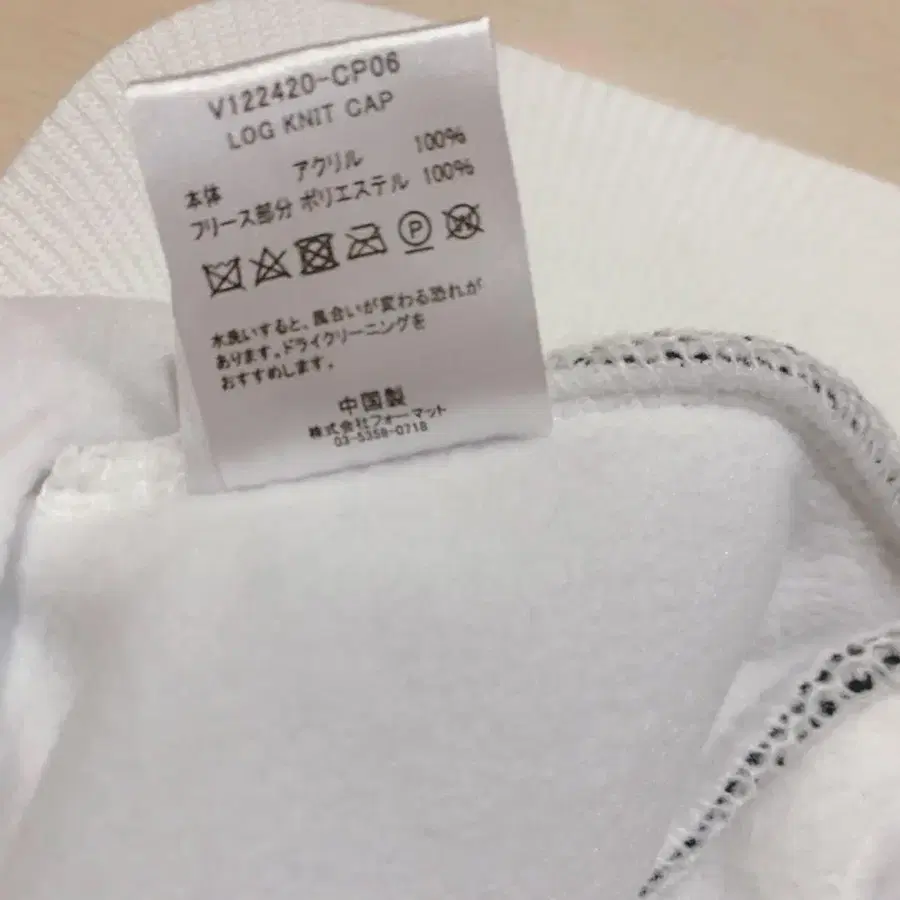 V122420-CP06
LOG KNIT CAP
本体 アクリル 100%
フリース部分 ポリエステル 100%
P W
水洗いすると、風合いが変わる恐れが
あります。ドライクリーニングを
おすすめします。
中国製
株式会社フォーマット
03-5358-0718